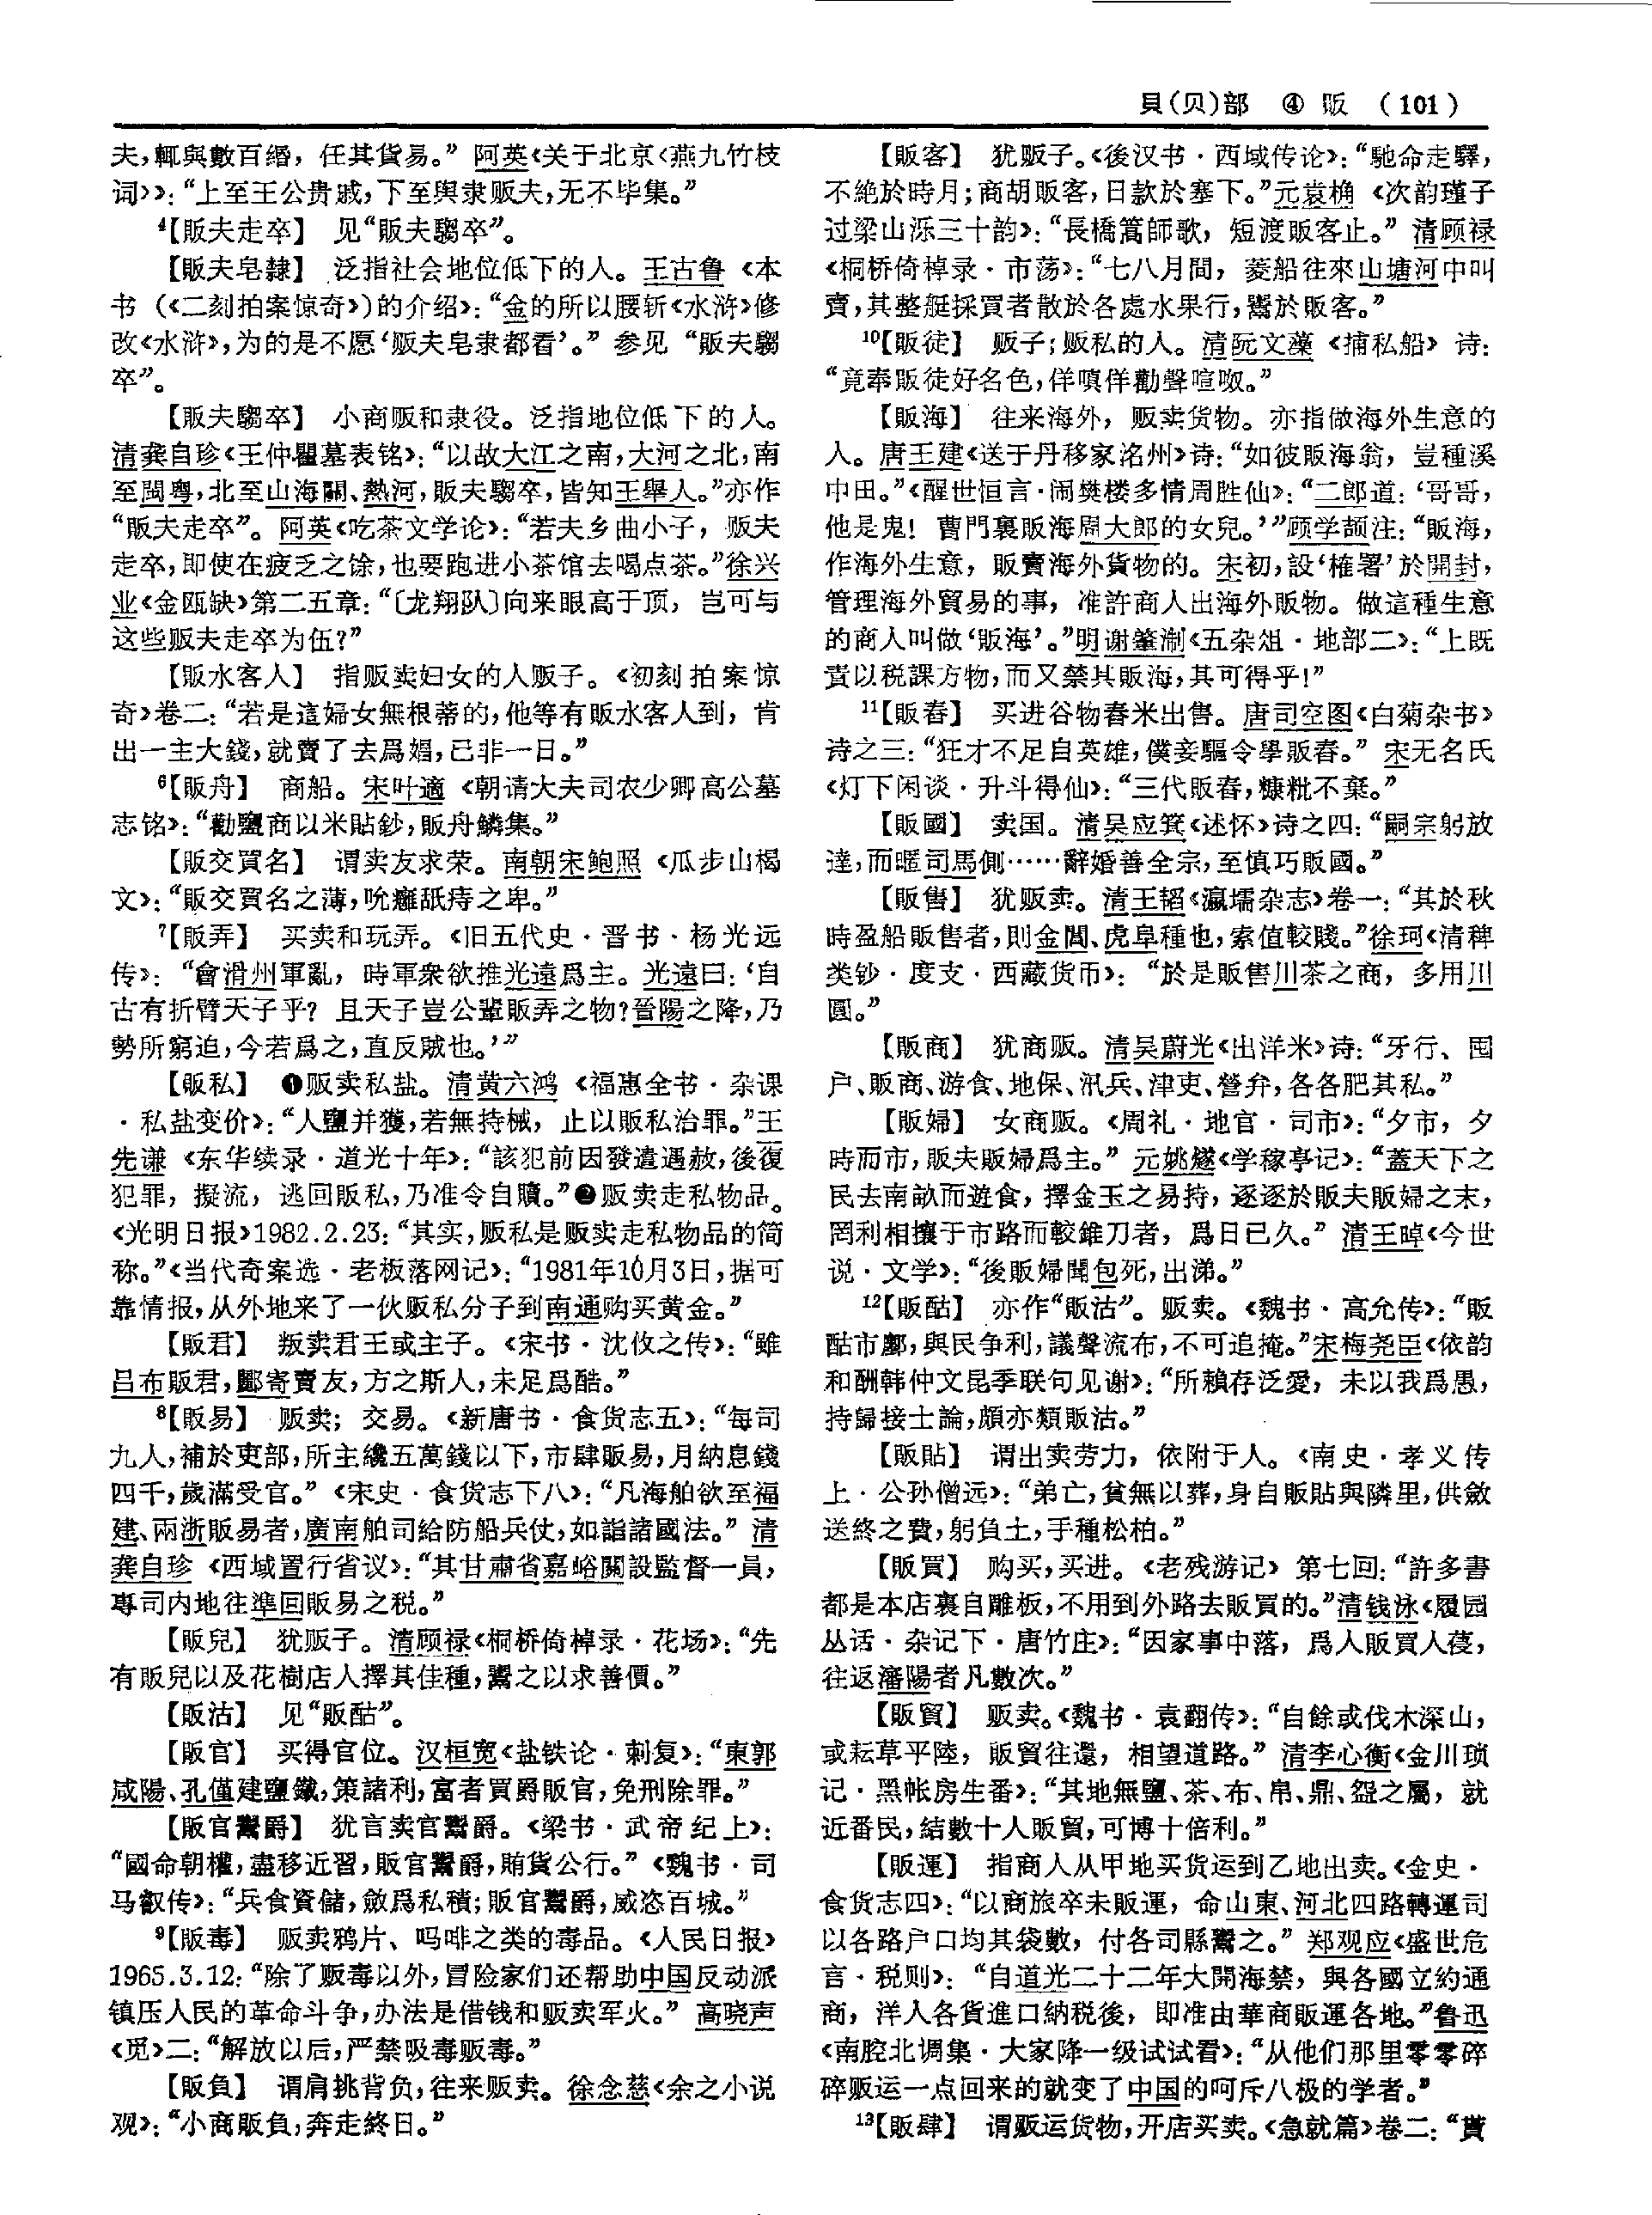 貝(贝)部 ④ 販 (101)
夫，輒與數百緡，任其貨易。”阿英《关于北京〈燕九竹枝
词〉》：“上至王公贵戚，下至舆隶贩夫，无不毕集。”
⁴【販夫走卒】 见“販夫騶卒”。
【販夫皂隸】 泛指社会地位低下的人。王古鲁《本
书（《二刻拍案惊奇》）的介绍》：“金的所以腰斩《水浒》修
改《水浒》，为的是不愿‘贩夫皂隶都看’。”参见“販夫騶
卒”。
【販夫騶卒】 小商贩和隶役。泛指地位低下的人。
清龚自珍《王仲瞿墓表铭》：“以故大江之南，大河之北，南
至閩粤，北至山海關、熱河，販夫騶卒，皆知王舉人。”亦作
“販夫走卒”。阿英《吃茶文学论》：“若夫乡曲小子，贩夫
走卒，即使在疲乏之馀，也要跑进小茶馆去喝点茶。”徐兴
业《金瓯缺》第二五章：“〔龙翔队〕向来眼高于顶，岂可与
这些贩夫走卒为伍？”
【販水客人】 指贩卖妇女的人贩子。《初刻拍案惊
奇》卷二：“若是這婦女無根蒂的，他等有販水客人到，肯
出一主大錢，就賣了去爲娼，已非一日。”
⁶【販舟】 商船。宋叶適《朝请大夫司农少卿高公墓
志铭》：“勸鹽商以米貼鈔，販舟鱗集。”
【販交買名】 谓卖友求荣。南朝宋鲍照《瓜步山楬
文》：“販交買名之薄，吮癰舐痔之卑。”
⁷【販弄】 买卖和玩弄。《旧五代史·晋书·杨光远
传》：“會滑州軍亂，時軍衆欲推光遠爲主。光遠曰：‘自
古有折臂天子乎？且天子豈公輩販弄之物？晉陽之降，乃
勢所窮迫，今若爲之，直反賊也。’”
【販私】 ❶贩卖私盐。清黄六鸿《福惠全书·杂课
·私盐变价》：“人鹽并獲，若無持械，止以販私治罪。”王
先谦《东华续录·道光十年》：“該犯前因發遣遇赦，後復
犯罪，擬流，逃回販私，乃准令自贖。”❷贩卖走私物品。
《光明日报》1982.2.23：“其实，贩私是贩卖走私物品的简
称。”《当代奇案选·老板落网记》：“1981年10月3日，据可
靠情报，从外地来了一伙贩私分子到南通购买黄金。”
【販君】 叛卖君王或主子。《宋书·沈攸之传》：“雖
吕布販君，酈寄賣友，方之斯人，未足爲酷。”
⁸【販易】 贩卖；交易。《新唐书·食货志五》：“每司
九人，補於吏部，所主纔五萬錢以下，市肆販易，月納息錢
四千，歲滿受官。”《宋史·食货志下八》：“凡海舶欲至福
建、兩浙販易者，廣南舶司給防船兵仗，如詣諸國法。”清
龚自珍《西域置行省议》：“其甘肅省嘉峪關設監督一員，
專司内地往準回販易之税。”
【販兒】 犹贩子。清顾禄《桐桥倚棹录·花场》：“先
有販兒以及花樹店人擇其佳種，鬻之以求善價。”
【販沽】 见“販酤”。
【販官】 买得官位。汉桓宽《盐铁论·刺复》：“東郭
咸陽、孔僅建鹽鐵，策諸利，富者買爵販官，免刑除罪。”
【販官鬻爵】 犹言卖官鬻爵。《梁书·武帝纪上》：
“國命朝權，盡移近習，販官鬻爵，賄貨公行。”《魏书·司
马叡传》：“兵食資儲，斂爲私積；販官鬻爵，威恣百城。”
⁹【販毒】 贩卖鸦片、吗啡之类的毒品。《人民日报》
1965.3.12：“除了贩毒以外，冒险家们还帮助中国反动派
镇压人民的革命斗争，办法是借钱和贩卖军火。”高晓声
《觅》二：“解放以后，严禁吸毒贩毒。”
【販負】 谓肩挑背负，往来贩卖。徐念慈《余之小说
观》：“小商販負，奔走終日。”
【販客】 犹贩子。《後汉书·西域传论》：“馳命走驛，
不絶於時月；商胡販客，日款於塞下。”元袁桷《次韵瑾子
过梁山泺三十韵》：“長橋篙師歌，短渡販客止。”清顾禄
《桐桥倚棹录·市荡》：“七八月間，菱船往來山塘河中叫
賣，其整艇採買者散於各處水果行，鬻於販客。”
¹⁰【販徒】 贩子；贩私的人。清阮文藻《捕私船》诗：
“竟奉販徒好名色，佯嗔佯勸聲喧呶。”
【販海】 往来海外，贩卖货物。亦指做海外生意的
人。唐王建《送于丹移家洺州》诗：“如彼販海翁，豈種溪
中田。”《醒世恒言·闹樊楼多情周胜仙》：“二郎道：‘哥哥，
他是鬼！曹門裏販海周大郎的女兒。’”顾学颉注：“販海，
作海外生意，販賣海外貨物的。宋初，設‘榷署’於開封，
管理海外貿易的事，准許商人出海外販物。做這種生意
的商人叫做‘販海’。”明谢肇淛《五杂俎·地部二》：“上既
責以税課方物，而又禁其販海，其可得乎！”
¹¹【販舂】 买进谷物舂米出售。唐司空图《白菊杂书》
诗之三：“狂才不足自英雄，僕妾驅令學販舂。”宋无名氏
《灯下闲谈·升斗得仙》：“三代販舂，糠粃不棄。”
【販國】 卖国。清吴应箕《述怀》诗之四：“嗣宗躬放
達，而暱司馬側……辭婚善全宗，至慎巧販國。”
【販售】 犹贩卖。清王韬《瀛壖杂志》卷一：“其於秋
時盈船販售者，則金閶、虎阜種也，索值較賤。”徐珂《清稗
类钞·度支·西藏货币》：“於是販售川茶之商，多用川
圓。”
【販商】 犹商贩。清吴蔚光《出洋米》诗：“牙行、囤
户、販商、游食、地保、汛兵、津吏、營弁，各各肥其私。”
【販婦】 女商贩。《周礼·地官·司市》：“夕市，夕
時而市，販夫販婦爲主。”元姚燧《学稼亭记》：“蓋天下之
民去南畝而遊食，擇金玉之易持，逐逐於販夫販婦之末，
罔利相攘于市路而較錐刀者，爲日已久。”清王晫《今世
说·文学》：“後販婦聞包死，出涕。”
¹²【販酤】 亦作“販沽”。贩卖。《魏书·高允传》：“販
酤市鄽，與民争利，議聲流布，不可追掩。”宋梅尧臣《依韵
和酬韩仲文昆季联句见谢》：“所賴存泛愛，未以我爲愚，
持歸接士論，頗亦類販沽。”
【販貼】 谓出卖劳力，依附于人。《南史·孝义传
上·公孙僧远》：“弟亡，貧無以葬，身自販貼與隣里，供斂
送終之費，躬負土，手種松柏。”
【販買】 购买，买进。《老残游记》第七回：“許多書
都是本店裏自雕板，不用到外路去販買的。”清钱泳《履园
丛话·杂记下·唐竹庄》：“因家事中落，爲人販買人葠，
往返瀋陽者凡數次。”
【販貿】 贩卖。《魏书·袁翻传》：“自餘或伐木深山，
或耘草平陸，販貿往還，相望道路。”清李心衡《金川琐
记·黑帐房生番》：“其地無鹽、茶、布、帛、鼎、盌之屬，就
近番民，結數十人販貿，可博十倍利。”
【販運】 指商人从甲地买货运到乙地出卖。《金史·
食货志四》：“以商旅卒未販運，命山東、河北四路轉運司
以各路户口均其袋數，付各司縣鬻之。”郑观应《盛世危
言·税则》：“自道光二十二年大開海禁，與各國立約通
商，洋人各貨進口納税後，即准由華商販運各地。”鲁迅
《南腔北调集·大家降一级试试看》：“从他们那里零零碎
碎贩运一点回来的就变了中国的呵斥八极的学者。”
¹³【販肆】 谓贩运货物，开店买卖。《急就篇》卷二：“貰